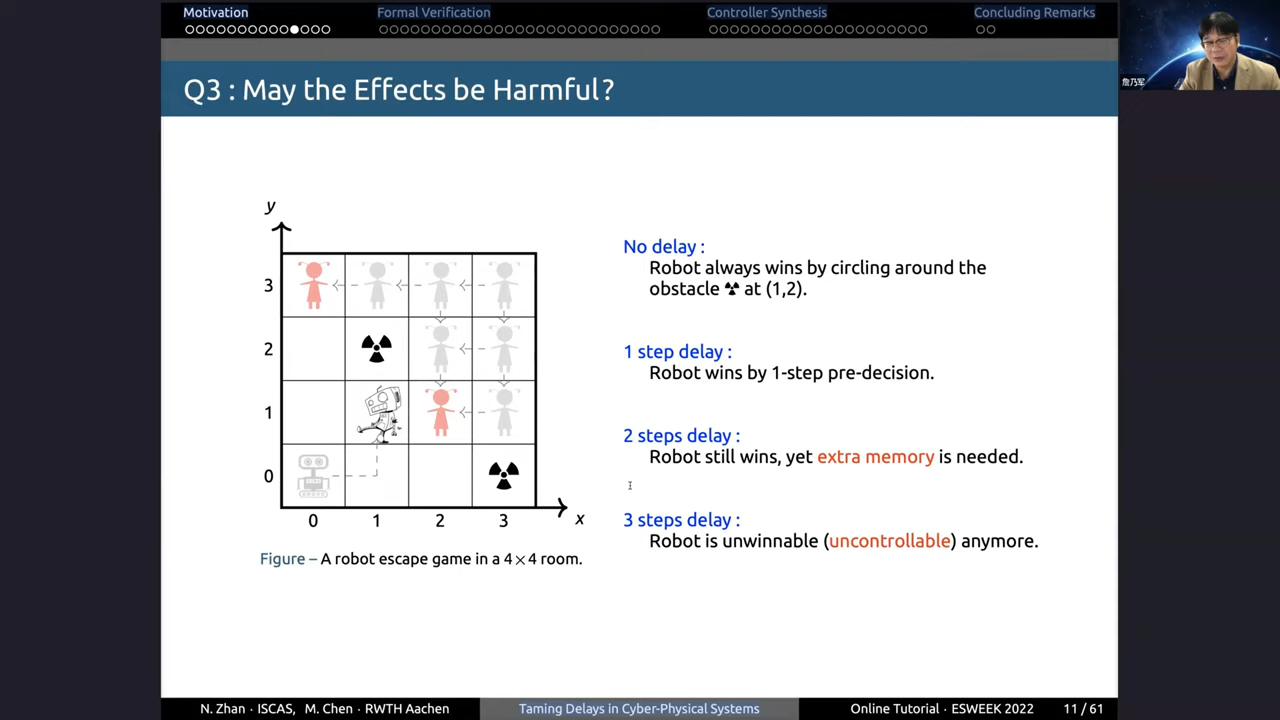 Motivation Formal Verification Controller Synthesis Concluding Remarks
詹乃军
Q3 : May the Effects be Harmful?
y
3
2
1
0
0 1 2 3 x
Figure – A robot escape game in a 4×4 room.
No delay :
Robot always wins by circling around the
obstacle ☢ at (1,2).
1 step delay :
Robot wins by 1-step pre-decision.
2 steps delay :
Robot still wins, yet extra memory is needed.
3 steps delay :
Robot is unwinnable (uncontrollable) anymore.
N. Zhan · ISCAS, M. Chen · RWTH Aachen Taming Delays in Cyber-Physical Systems Online Tutorial · ESWEEK 2022 11 / 61